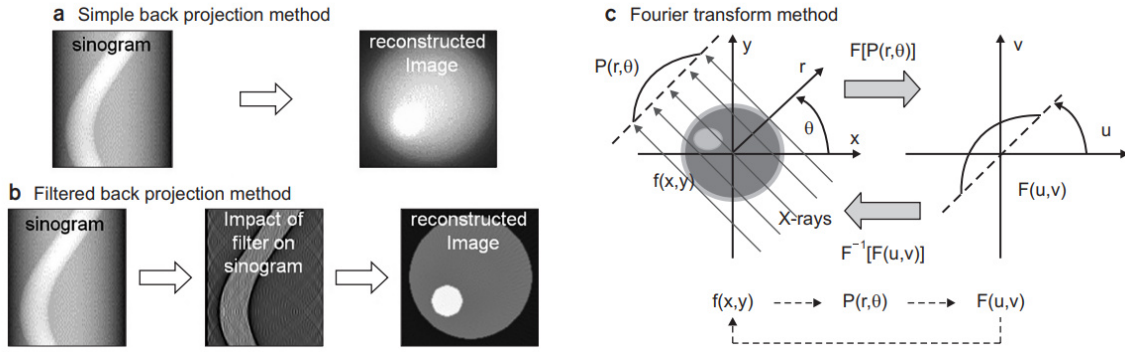 a Simple back projection method
sinogram
reconstructed
Image
b Filtered back projection method
sinogram
Impact of
filter on
sinogram
reconstructed
Image
c Fourier transform method
P(r,θ)
y
r
θ
x
f(x,y)
X-rays
F[P(r,θ)]
F⁻¹[F(u,v)]
v
u
F(u,v)
f(x,y) P(r,θ) F(u,v)